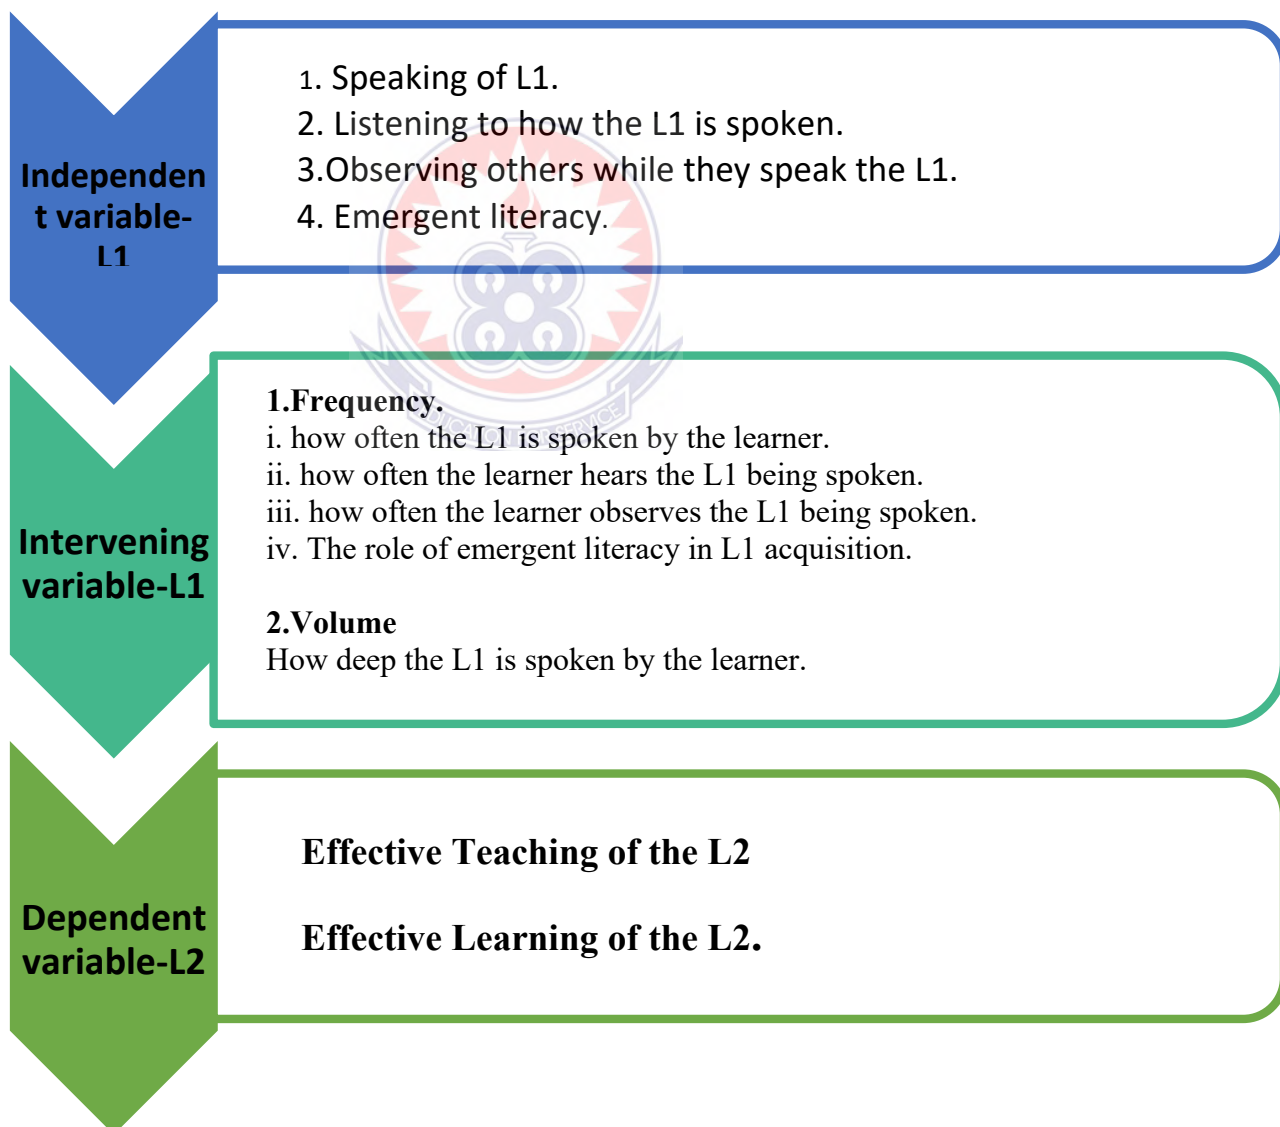 Independen
t variable-
L1
1. Speaking of L1.
2. Listening to how the L1 is spoken.
3.Observing others while they speak the L1.
4. Emergent literacy.
EDUCATION FOR SERVICE
Intervening
variable-L1
1.Frequency.
i. how often the L1 is spoken by the learner.
ii. how often the learner hears the L1 being spoken.
iii. how often the learner observes the L1 being spoken.
iv. The role of emergent literacy in L1 acquisition.
2.Volume
How deep the L1 is spoken by the learner.
Dependent
variable-L2
Effective Teaching of the L2
Effective Learning of the L2.